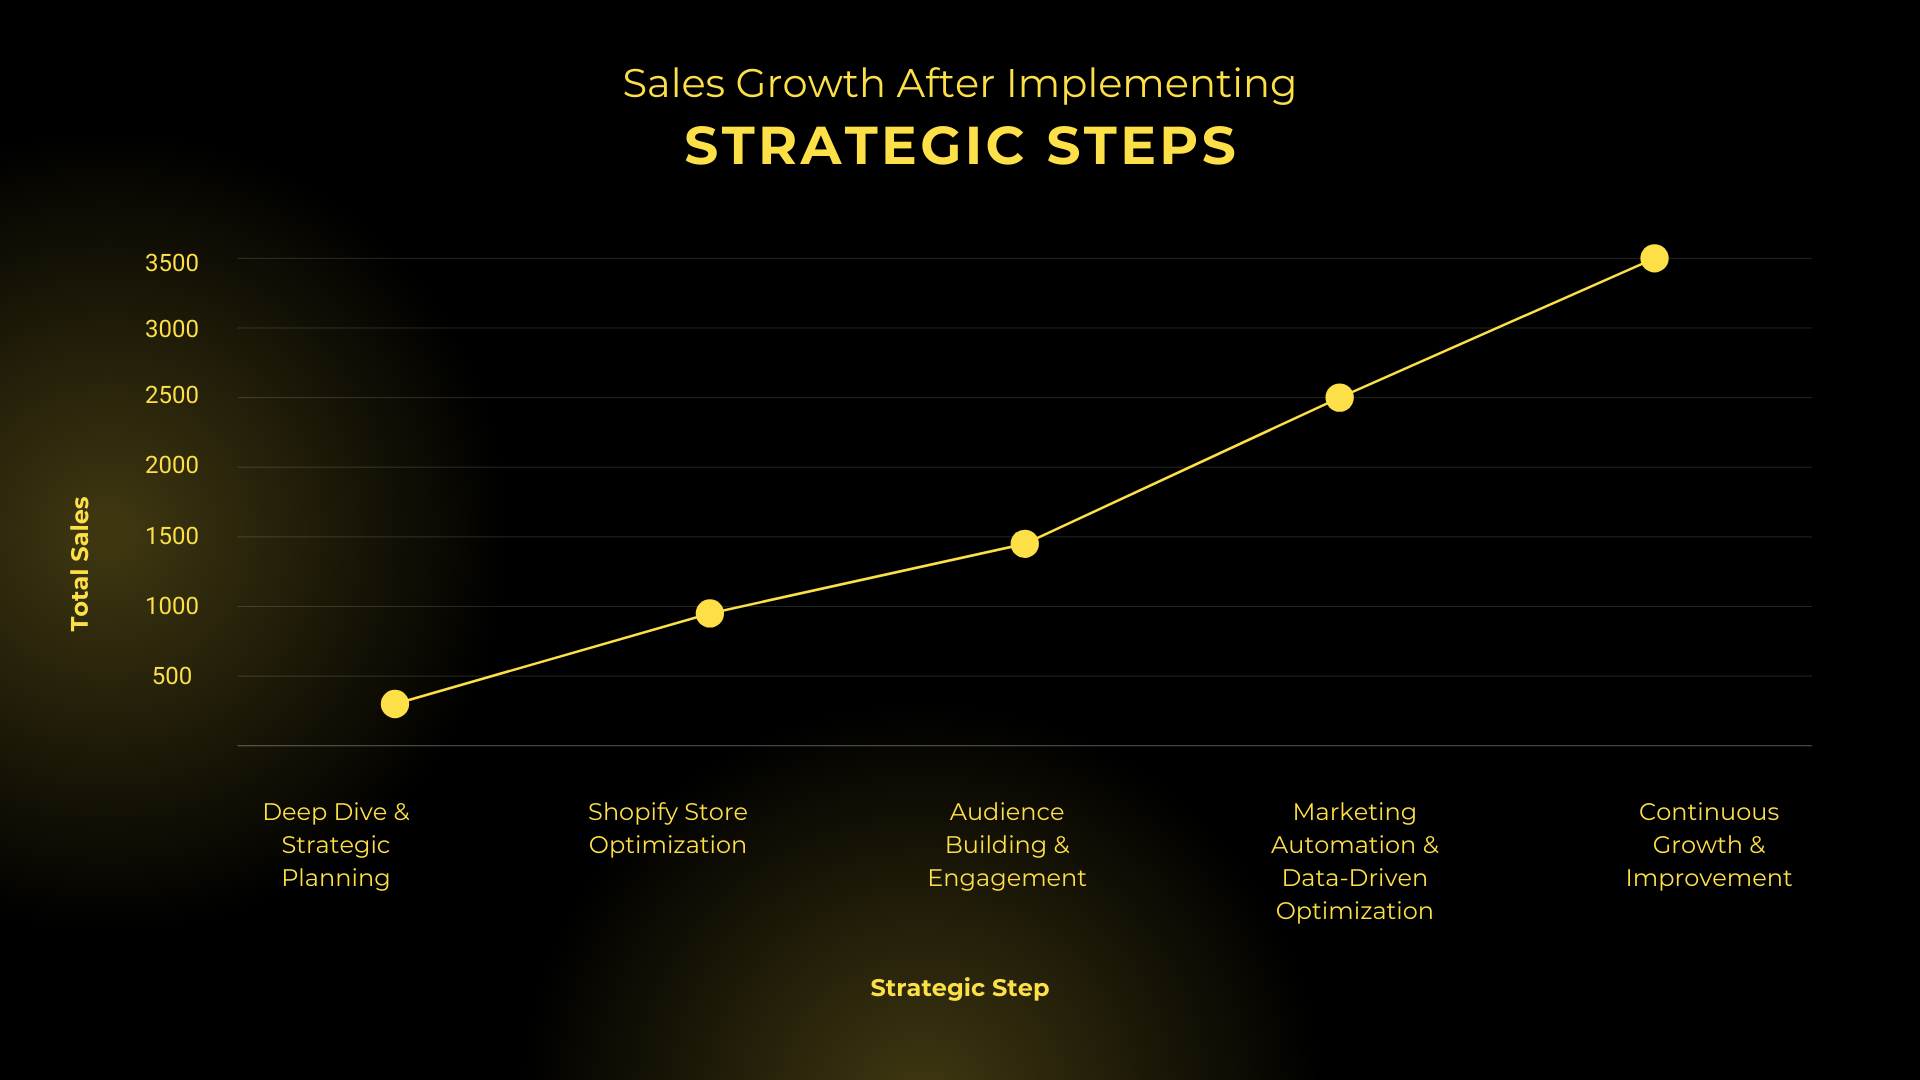 Sales Growth After Implementing
STRATEGIC STEPS
3500
3000
2500
2000
1500
1000
500
Total Sales
Deep Dive &
Strategic
Planning
Shopify Store
Optimization
Audience
Building &
Engagement
Marketing
Automation &
Data-Driven
Optimization
Continuous
Growth &
Improvement
Strategic Step